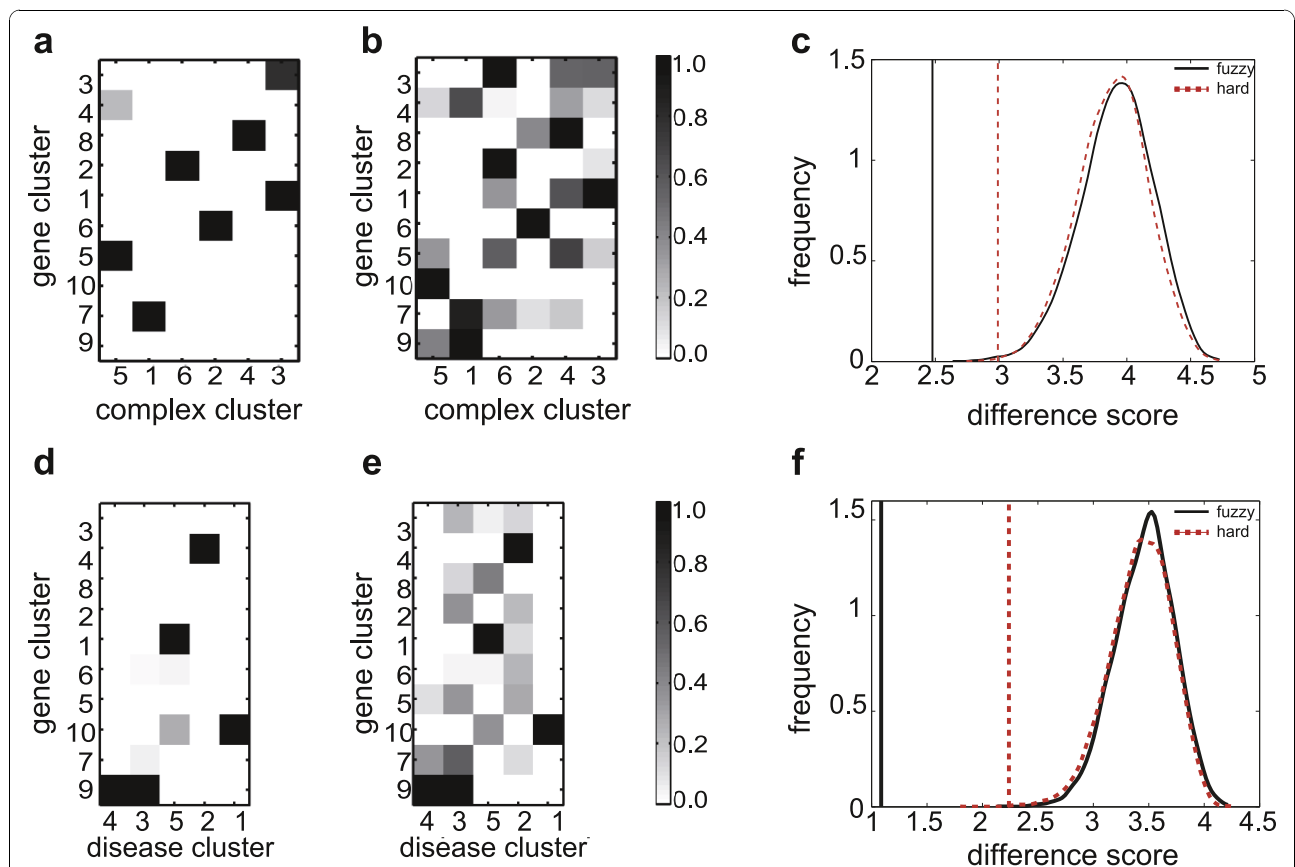 a
3
4
8
2
1
6
5
10
7
9
gene cluster
5 1 6 2 4 3
complex cluster
b
3
4
8
2
1
6
5
10
7
9
gene cluster
5 1 6 2 4 3
complex cluster
1.0
0.8
0.6
0.4
0.2
0.0
c
1.5
1
0.5
0
frequency
2 2.5 3 3.5 4 4.5 5
difference score
fuzzy
hard
d
3
4
8
2
1
6
5
10
7
9
gene cluster
4 3 5 2 1
disease cluster
e
3
4
8
2
1
6
5
10
7
9
gene cluster
4 3 5 2 1
disease cluster
1.0
0.8
0.6
0.4
0.2
0.0
f
1.5
1
0.5
0
frequency
1 1.5 2 2.5 3 3.5 4 4.5
difference score
fuzzy
hard